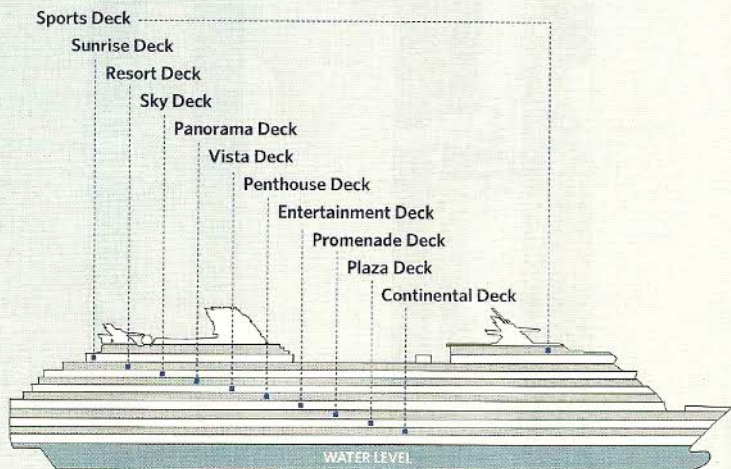 Sports Deck
Sunrise Deck
Resort Deck
Sky Deck
Panorama Deck
Vista Deck
Penthouse Deck
Entertainment Deck
Promenade Deck
Plaza Deck
Continental Deck
WATER LEVEL